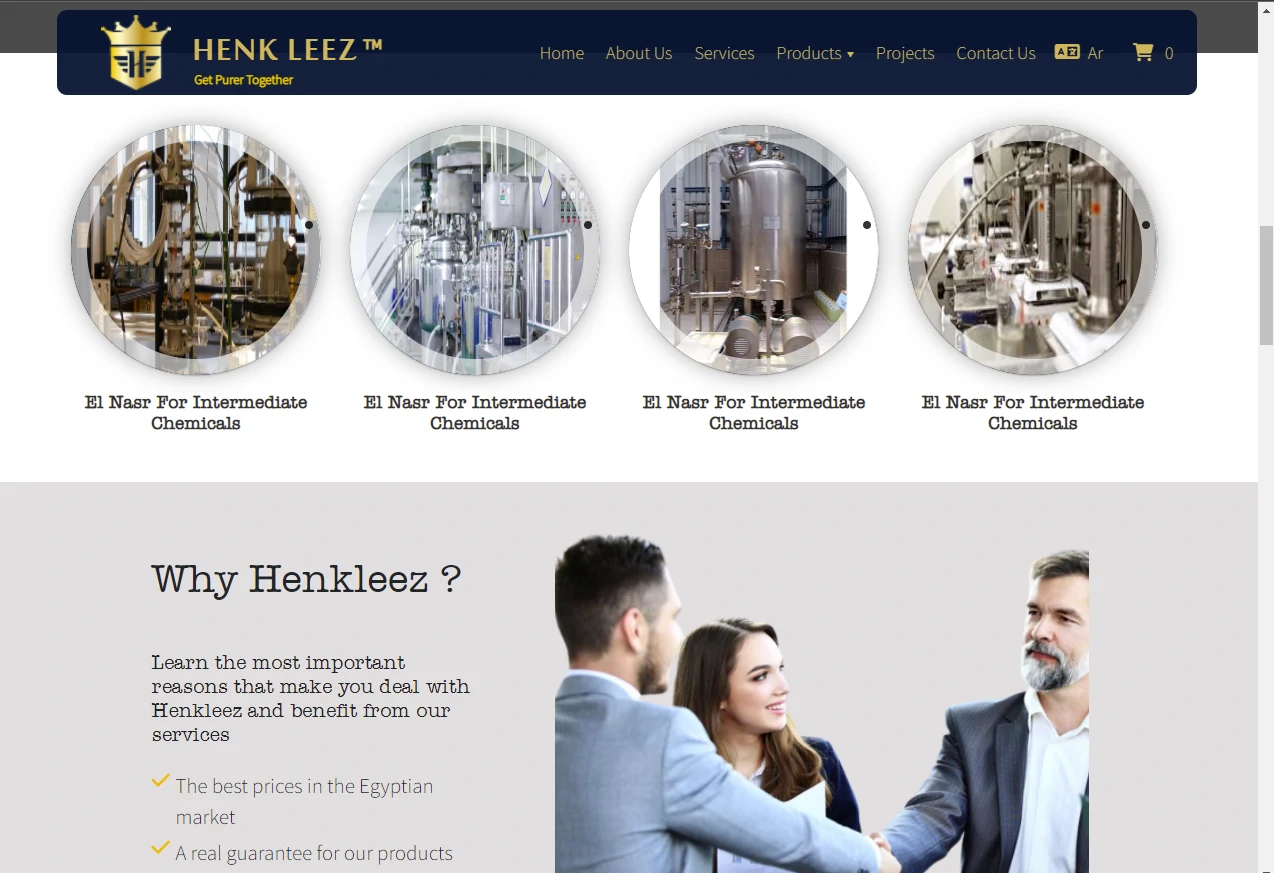 HENK LEEZ™
Get Purer Together
Home About Us Services Products Projects Contact Us Ar 0
El Nasr For Intermediate Chemicals
El Nasr For Intermediate Chemicals
El Nasr For Intermediate Chemicals
El Nasr For Intermediate Chemicals
Why Henkleez ?
Learn the most important
reasons that make you deal with
Henkleez and benefit from our
services
The best prices in the Egyptian
market
A real guarantee for our products